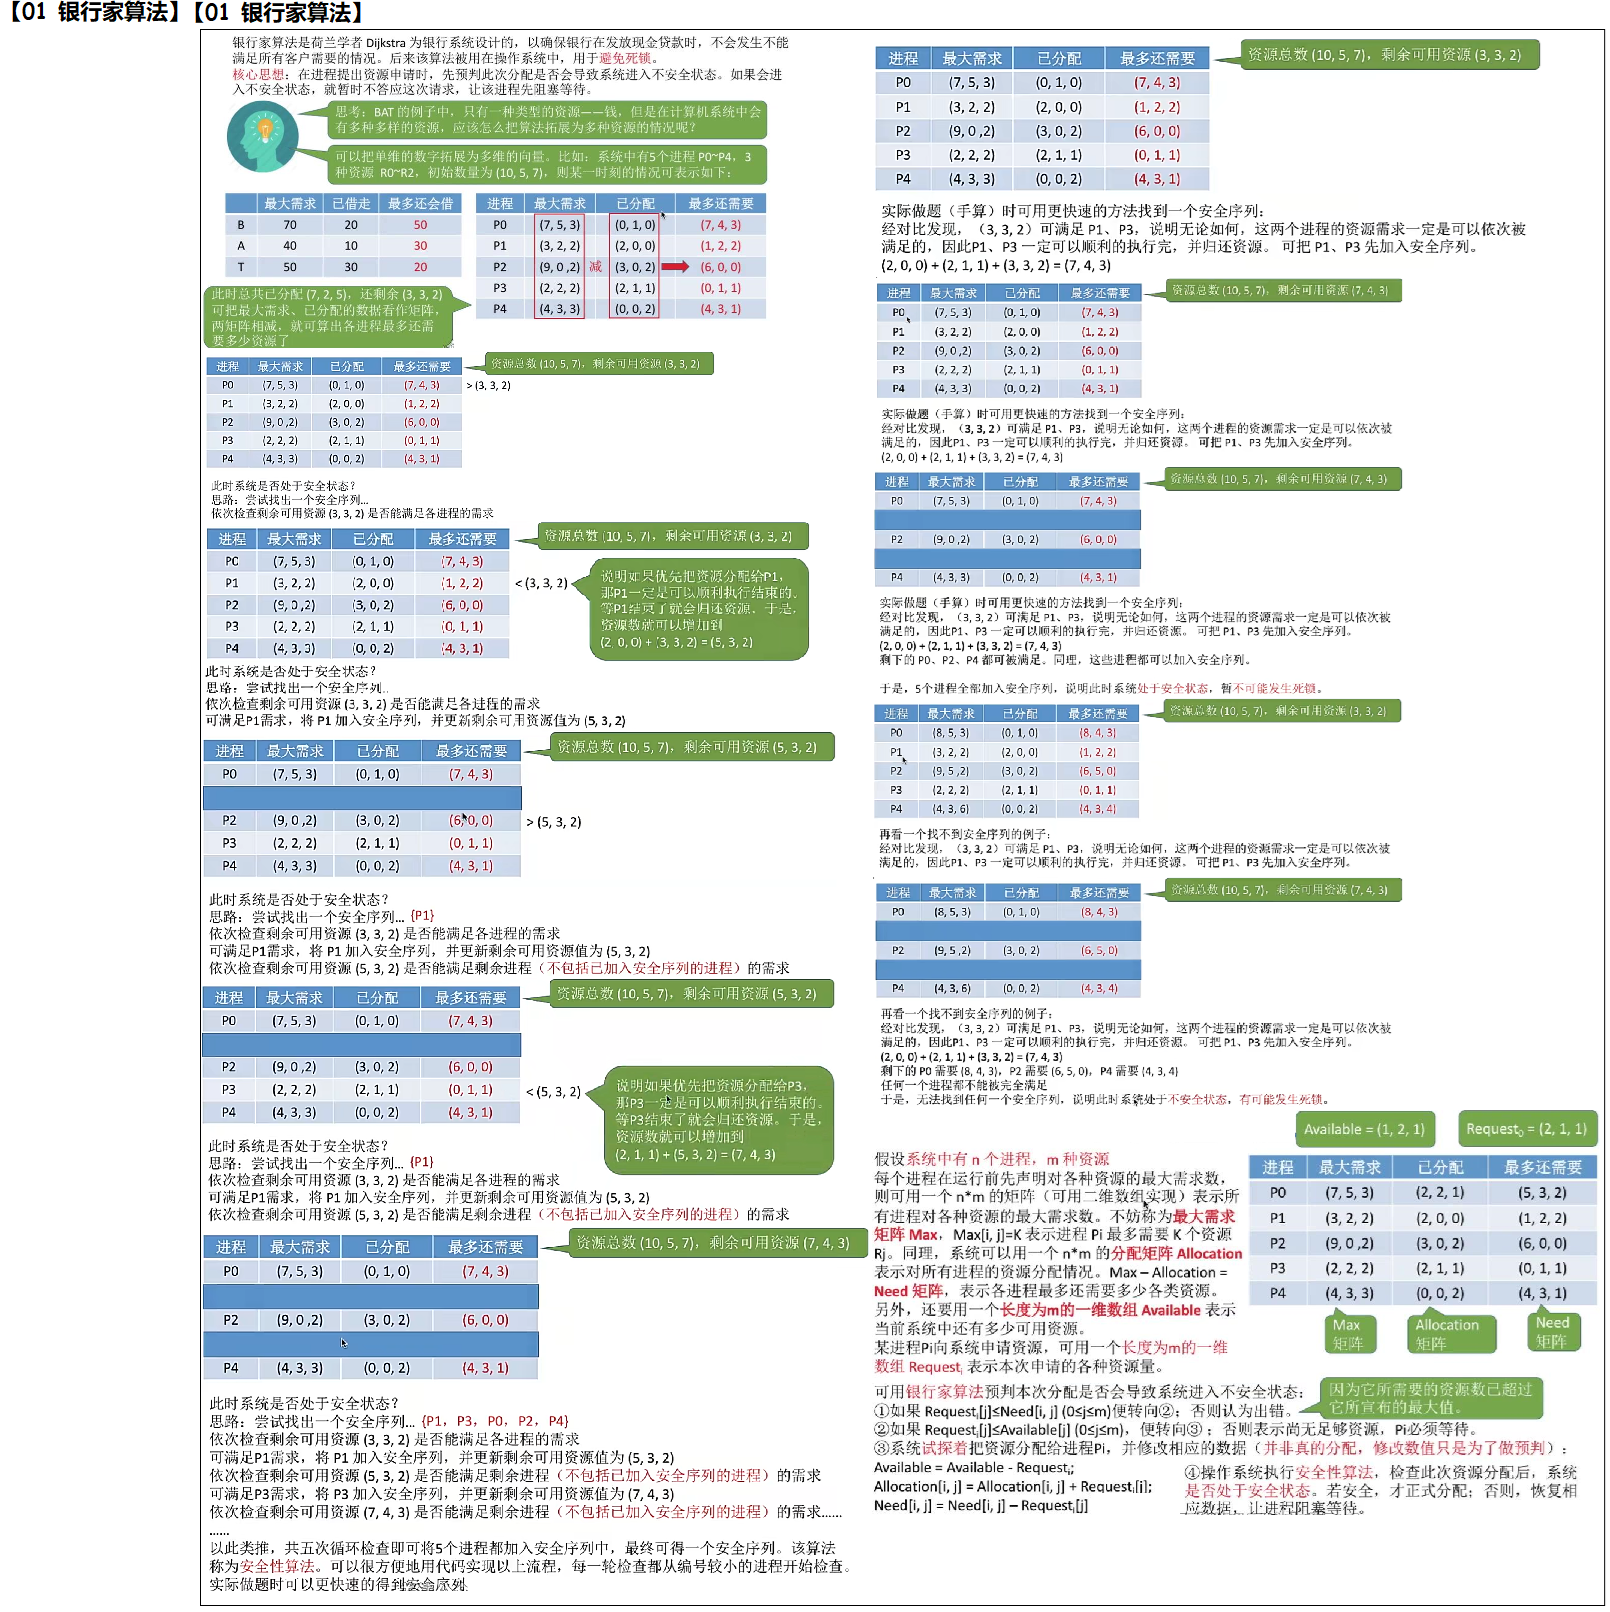 【01 银行家算法】【01 银行家算法】
银行家算法是荷兰学者 Dijkstra 为银行系统设计的，以确保银行在发放现金贷款时，不会发生不能
满足所有客户需要的情况。后来该算法被用在操作系统中，用于避免死锁。
核心思想：在进程提出资源申请时，先预判此次分配是否会导致系统进入不安全状态。如果会进
入不安全状态，就暂时不答应这次请求，让该进程先阻塞等待。
思考：BAT 的例子中，只有一种类型的资源——钱，但是在计算机系统中会
有多种多样的资源，应该怎么把算法拓展为多种资源的情况呢？
可以把单维的数字拓展为多维的向量。比如：系统中有5个进程 P0~P4，3
种资源 R0~R2，初始数量为 (10, 5, 7)，则某一时刻的情况可表示如下：
最大需求 已借走 最多还会借
B 70 20 50
A 40 10 30
T 50 30 20
进程 最大需求 已分配 最多还需要
P0 (7, 5, 3) (0, 1, 0) (7, 4, 3)
P1 (3, 2, 2) (2, 0, 0) (1, 2, 2)
P2 (9, 0 ,2) 减 (3, 0, 2) (6, 0, 0)
P3 (2, 2, 2) (2, 1, 1) (0, 1, 1)
P4 (4, 3, 3) (0, 0, 2) (4, 3, 1)
此时总共已分配 (7, 2, 5)，还剩余 (3, 3, 2)
可把最大需求、已分配的数据看作矩阵，
两矩阵相减，就可算出各进程最多还需
要多少资源了
资源总数 (10, 5, 7)，剩余可用资源 (3, 3, 2)
进程 最大需求 已分配 最多还需要
P0 (7, 5, 3) (0, 1, 0) (7, 4, 3) > (3, 3, 2)
P1 (3, 2, 2) (2, 0, 0) (1, 2, 2)
P2 (9, 0 ,2) (3, 0, 2) (6, 0, 0)
P3 (2, 2, 2) (2, 1, 1) (0, 1, 1)
P4 (4, 3, 3) (0, 0, 2) (4, 3, 1)
此时系统是否处于安全状态？
思路：尝试找出一个安全序列...
依次检查剩余可用资源 (3, 3, 2) 是否能满足各进程的需求
资源总数 (10, 5, 7)，剩余可用资源 (3, 3, 2)
进程 最大需求 已分配 最多还需要
P0 (7, 5, 3) (0, 1, 0) (7, 4, 3)
P1 (3, 2, 2) (2, 0, 0) (1, 2, 2) < (3, 3, 2)
P2 (9, 0 ,2) (3, 0, 2) (6, 0, 0)
P3 (2, 2, 2) (2, 1, 1) (0, 1, 1)
P4 (4, 3, 3) (0, 0, 2) (4, 3, 1)
说明如果优先把资源分配给P1，
那P1一定是可以顺利执行结束的。
等P1结束了就会归还资源。于是，
资源数就可以增加到
(2, 0, 0) + (3, 3, 2) = (5, 3, 2)
此时系统是否处于安全状态？
思路：尝试找出一个安全序列..
依次检查剩余可用资源 (3, 3, 2) 是否能满足各进程的需求
可满足P1需求，将 P1 加入安全序列，并更新剩余可用资源值为 (5, 3, 2)
资源总数 (10, 5, 7)，剩余可用资源 (5, 3, 2)
进程 最大需求 已分配 最多还需要
P0 (7, 5, 3) (0, 1, 0) (7, 4, 3)
P2 (9, 0 ,2) (3, 0, 2) (6, 0, 0) > (5, 3, 2)
P3 (2, 2, 2) (2, 1, 1) (0, 1, 1)
P4 (4, 3, 3) (0, 0, 2) (4, 3, 1)
此时系统是否处于安全状态？
思路：尝试找出一个安全序列... {P1}
依次检查剩余可用资源 (3, 3, 2) 是否能满足各进程的需求
可满足P1需求，将 P1 加入安全序列，并更新剩余可用资源值为 (5, 3, 2)
依次检查剩余可用资源 (5, 3, 2) 是否能满足剩余进程（不包括已加入安全序列的进程）的需求
资源总数 (10, 5, 7)，剩余可用资源 (5, 3, 2)
进程 最大需求 已分配 最多还需要
P0 (7, 5, 3) (0, 1, 0) (7, 4, 3)
P2 (9, 0 ,2) (3, 0, 2) (6, 0, 0)
P3 (2, 2, 2) (2, 1, 1) (0, 1, 1) < (5, 3, 2)
P4 (4, 3, 3) (0, 0, 2) (4, 3, 1)
说明如果优先把资源分配给P3，
那P3一定是可以顺利执行结束的。
等P3结束了就会归还资源。于是，
资源数就可以增加到
(2, 1, 1) + (5, 3, 2) = (7, 4, 3)
此时系统是否处于安全状态？
思路：尝试找出一个安全序列... {P1}
依次检查剩余可用资源 (3, 3, 2) 是否能满足各进程的需求
可满足P1需求，将 P1 加入安全序列，并更新剩余可用资源值为 (5, 3, 2)
依次检查剩余可用资源 (5, 3, 2) 是否能满足剩余进程（不包括已加入安全序列的进程）的需求
资源总数 (10, 5, 7)，剩余可用资源 (7, 4, 3)
进程 最大需求 已分配 最多还需要
P0 (7, 5, 3) (0, 1, 0) (7, 4, 3)
P2 (9, 0 ,2) (3, 0, 2) (6, 0, 0)
P4 (4, 3, 3) (0, 0, 2) (4, 3, 1)
此时系统是否处于安全状态？
思路：尝试找出一个安全序列... {P1，P3，P0，P2，P4}
依次检查剩余可用资源 (3, 3, 2) 是否能满足各进程的需求
可满足P1需求，将 P1 加入安全序列，并更新剩余可用资源值为 (5, 3, 2)
依次检查剩余可用资源 (5, 3, 2) 是否能满足剩余进程（不包括已加入安全序列的进程）的需求
可满足P3需求，将 P3 加入安全序列，并更新剩余可用资源值为 (7, 4, 3)
依次检查剩余可用资源 (7, 4, 3) 是否能满足剩余进程（不包括已加入安全序列的进程）的需求......
......
以此类推，共五次循环检查即可将5个进程都加入安全序列中，最终可得一个安全序列。该算法
称为安全性算法。可以很方便地用代码实现以上流程，每一轮检查都从编号较小的进程开始检查。
实际做题时可以更快速的得到安全序列.
资源总数 (10, 5, 7)，剩余可用资源 (3, 3, 2)
进程 最大需求 已分配 最多还需要
P0 (7, 5, 3) (0, 1, 0) (7, 4, 3)
P1 (3, 2, 2) (2, 0, 0) (1, 2, 2)
P2 (9, 0 ,2) (3, 0, 2) (6, 0, 0)
P3 (2, 2, 2) (2, 1, 1) (0, 1, 1)
P4 (4, 3, 3) (0, 0, 2) (4, 3, 1)
实际做题（手算）时可用更快速的方法找到一个安全序列：
经对比发现，（3, 3, 2）可满足 P1、P3，说明无论如何，这两个进程的资源需求一定是可以依次被
满足的，因此P1、P3 一定可以顺利的执行完，并归还资源。可把 P1、P3 先加入安全序列。
(2, 0, 0) + (2, 1, 1) + (3, 3, 2) = (7, 4, 3)
资源总数 (10, 5, 7)，剩余可用资源 (7, 4, 3)
进程 最大需求 已分配 最多还需要
P0 (7, 5, 3) (0, 1, 0) (7, 4, 3)
P1 (3, 2, 2) (2, 0, 0) (1, 2, 2)
P2 (9, 0 ,2) (3, 0, 2) (6, 0, 0)
P3 (2, 2, 2) (2, 1, 1) (0, 1, 1)
P4 (4, 3, 3) (0, 0, 2) (4, 3, 1)
实际做题（手算）时可用更快速的方法找到一个安全序列：
经对比发现，（3, 3, 2）可满足 P1、P3，说明无论如何，这两个进程的资源需求一定是可以依次被
满足的，因此P1、P3 一定可以顺利的执行完，并归还资源。可把 P1、P3 先加入安全序列。
(2, 0, 0) + (2, 1, 1) + (3, 3, 2) = (7, 4, 3)
资源总数 (10, 5, 7)，剩余可用资源 (7, 4, 3)
进程 最大需求 已分配 最多还需要
P0 (7, 5, 3) (0, 1, 0) (7, 4, 3)
P2 (9, 0 ,2) (3, 0, 2) (6, 0, 0)
P4 (4, 3, 3) (0, 0, 2) (4, 3, 1)
实际做题（手算）时可用更快速的方法找到一个安全序列：
经对比发现，（3, 3, 2）可满足 P1、P3，说明无论如何，这两个进程的资源需求一定是可以依次被
满足的，因此P1、P3 一定可以顺利的执行完，并归还资源。可把 P1、P3 先加入安全序列。
(2, 0, 0) + (2, 1, 1) + (3, 3, 2) = (7, 4, 3)
剩下的 P0、P2、P4 都可被满足。同理，这些进程都可以加入安全序列。
于是，5个进程全部加入安全序列，说明此时系统处于安全状态，暂不可能发生死锁。
资源总数 (10, 5, 7)，剩余可用资源 (3, 3, 2)
进程 最大需求 已分配 最多还需要
P0 (8, 5, 3) (0, 1, 0) (8, 4, 3)
P1 (3, 2, 2) (2, 0, 0) (1, 2, 2)
P2 (9, 5 ,2) (3, 0, 2) (6, 5, 0)
P3 (2, 2, 2) (2, 1, 1) (0, 1, 1)
P4 (4, 3, 6) (0, 0, 2) (4, 3, 4)
再看一个找不到安全序列的例子：
经对比发现，（3, 3, 2）可满足 P1、P3，说明无论如何，这两个进程的资源需求一定是可以依次被
满足的，因此P1、P3 一定可以顺利的执行完，并归还资源。可把 P1、P3 先加入安全序列。
资源总数 (10, 5, 7)，剩余可用资源 (7, 4, 3)
进程 最大需求 已分配 最多还需要
P0 (8, 5, 3) (0, 1, 0) (8, 4, 3)
P2 (9, 5 ,2) (3, 0, 2) (6, 5, 0)
P4 (4, 3, 6) (0, 0, 2) (4, 3, 4)
再看一个找不到安全序列的例子：
经对比发现，（3, 3, 2）可满足 P1、P3，说明无论如何，这两个进程的资源需求一定是可以依次被
满足的，因此P1、P3 一定可以顺利的执行完，并归还资源。可把 P1、P3 先加入安全序列。
(2, 0, 0) + (2, 1, 1) + (3, 3, 2) = (7, 4, 3)
剩下的 P0 需要 (8, 4, 3)，P2 需要 (6, 5, 0)，P4 需要 (4, 3, 4)
任何一个进程都不能被完全满足
于是，无法找到任何一个安全序列，说明此时系统处于不安全状态，有可能发生死锁。
Available = (1, 2, 1) Request0 = (2, 1, 1)
假设系统中有 n 个进程，m 种资源
每个进程在运行前先声明对各种资源的最大需求数，
则可用一个 n*m 的矩阵（可用二维数组实现）表示所
有进程对各种资源的最大需求数。不妨称为最大需求
矩阵 Max，Max[i, j]=K 表示进程 Pi 最多需要 K 个资源
Rj。同理，系统可以用一个 n*m 的分配矩阵 Allocation
表示对所有进程的资源分配情况。Max – Allocation =
Need 矩阵，表示各进程最多还需要多少各类资源。
另外，还要用一个长度为m的一维数组 Available 表示
当前系统中还有多少可用资源。
某进程Pi向系统申请资源，可用一个长度为m的一维
数组 Requesti 表示本次申请的各种资源量。
进程 最大需求 已分配 最多还需要
P0 (7, 5, 3) (2, 2, 1) (5, 3, 2)
P1 (3, 2, 2) (2, 0, 0) (1, 2, 2)
P2 (9, 0 ,2) (3, 0, 2) (6, 0, 0)
P3 (2, 2, 2) (2, 1, 1) (0, 1, 1)
P4 (4, 3, 3) (0, 0, 2) (4, 3, 1)
Max 矩阵
Allocation 矩阵
Need 矩阵
可用银行家算法预判本次分配是否会导致系统进入不安全状态：
①如果 Requesti[j]≤Need[i, j] (0≤j≤m)便转向②；否则认为出错。
因为它所需要的资源数已超过
它所宣布的最大值。
②如果 Requesti[j]≤Available[j] (0≤j≤m)，便转向③；否则表示尚无足够资源，Pi必须等待。
③系统试探着把资源分配给进程Pi，并修改相应的数据（并非真的分配，修改数值只是为了做预判）：
Available = Available - Requesti;
Allocation[i, j] = Allocation[i, j] + Requesti[j];
Need[i, j] = Need[i, j] – Requesti[j]
④操作系统执行安全性算法，检查此次资源分配后，系统
是否处于安全状态。若安全，才正式分配；否则，恢复相
应数据，让进程阻塞等待。